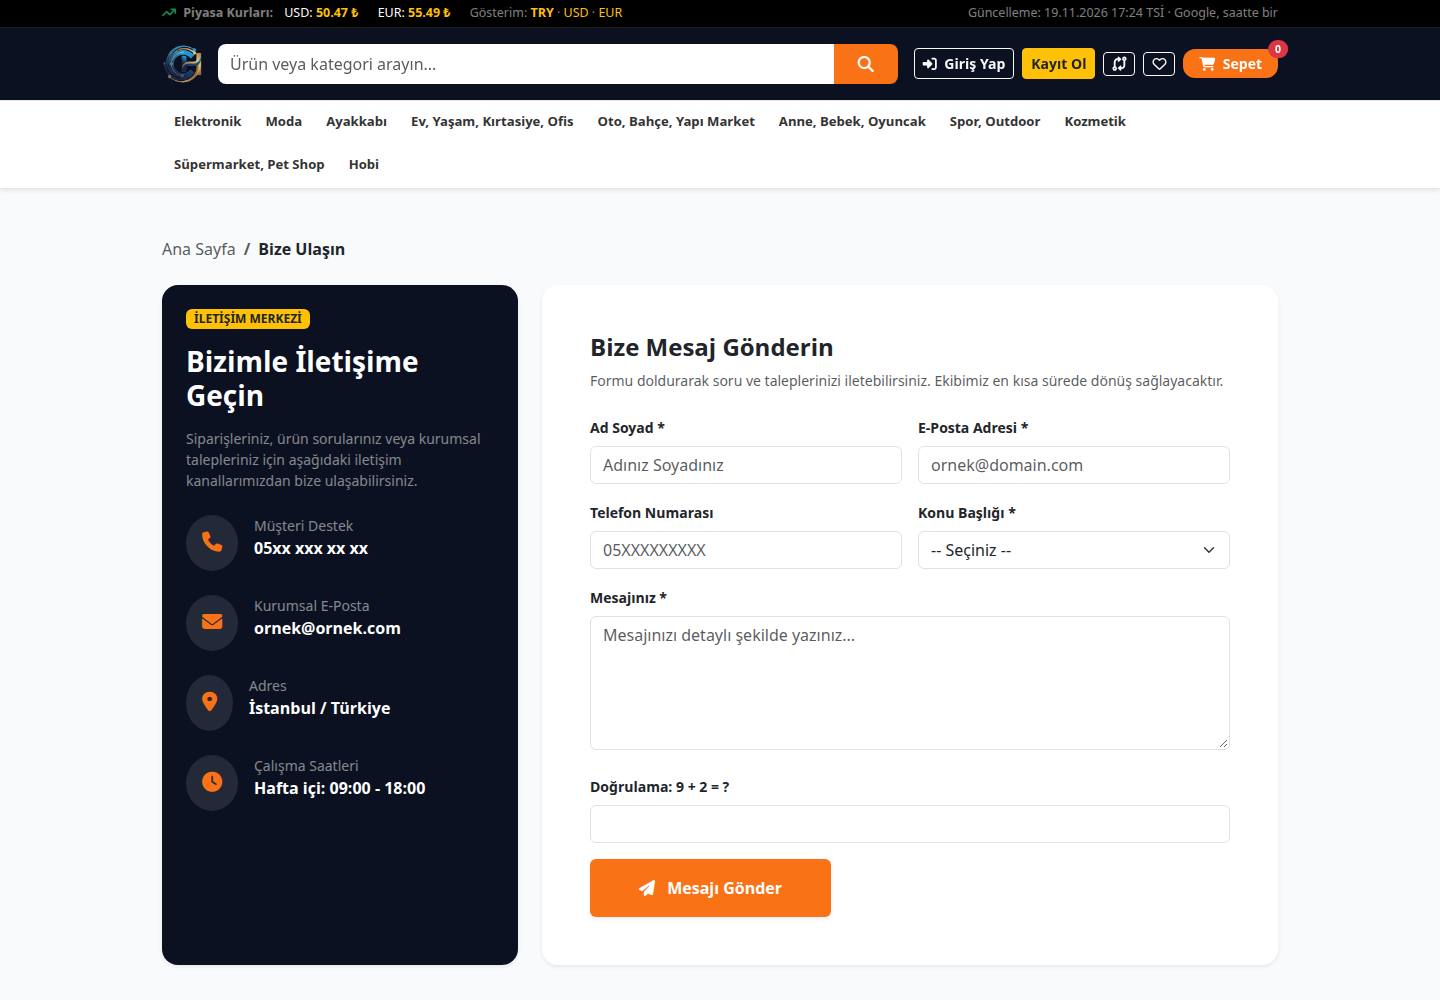 Piyasa Kurları: USD: 50.47 ₺ EUR: 55.49 ₺ Gösterim: TRY · USD · EUR
Güncelleme: 19.11.2026 17:24 TSİ · Google, saatte bir
Ürün veya kategori arayın...
Giriş Yap
Kayıt Ol
Sepet
0
Elektronik Moda Ayakkabı Ev, Yaşam, Kırtasiye, Ofis Oto, Bahçe, Yapı Market Anne, Bebek, Oyuncak Spor, Outdoor Kozmetik
Süpermarket, Pet Shop Hobi
Ana Sayfa / Bize Ulaşın
İLETİŞİM MERKEZİ
Bizimle İletişime
Geçin
Siparişleriniz, ürün sorularınız veya kurumsal
talepleriniz için aşağıdaki iletişim
kanallarımızdan bize ulaşabilirsiniz.
Müşteri Destek
05xx xxx xx xx
Kurumsal E-Posta
ornek@ornek.com
Adres
İstanbul / Türkiye
Çalışma Saatleri
Hafta içi: 09:00 - 18:00
Bize Mesaj Gönderin
Formu doldurarak soru ve taleplerinizi iletebilirsiniz. Ekibimiz en kısa sürede dönüş sağlayacaktır.
Ad Soyad *
Adınız Soyadınız
E-Posta Adresi *
ornek@domain.com
Telefon Numarası
05XXXXXXXXX
Konu Başlığı *
-- Seçiniz --
Mesajınız *
Mesajınızı detaylı şekilde yazınız...
Doğrulama: 9 + 2 = ?
Mesajı Gönder